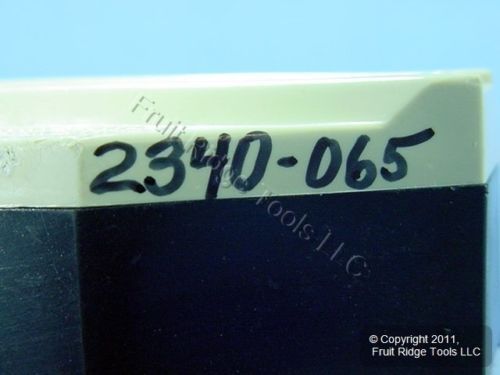 2340-065
Fruit Ridge Tools LLC
© Copyright 2011,
Fruit Ridge Tools LLC